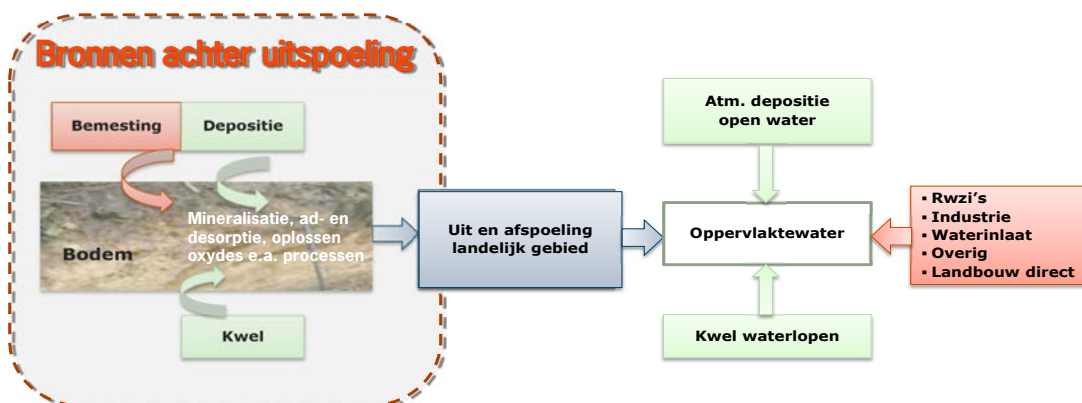 Bronnen achter uitspoeling
Bemesting
Depositie
Mineralisatie, ad- en
desorptie, oplossen
oxydes e.a. processen
Bodem
Kwel
Uit en afspoeling
landelijk gebied
Atm. depositie
open water
Oppervlaktewater
Kwel waterlopen
▪ Rwzi's
▪ Industrie
▪ Waterinlaat
▪ Overig
▪ Landbouw direct